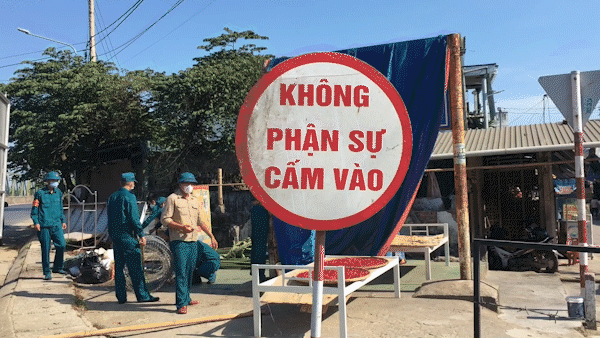 KHÔNG
PHẬN SỰ
CẤM VÀO